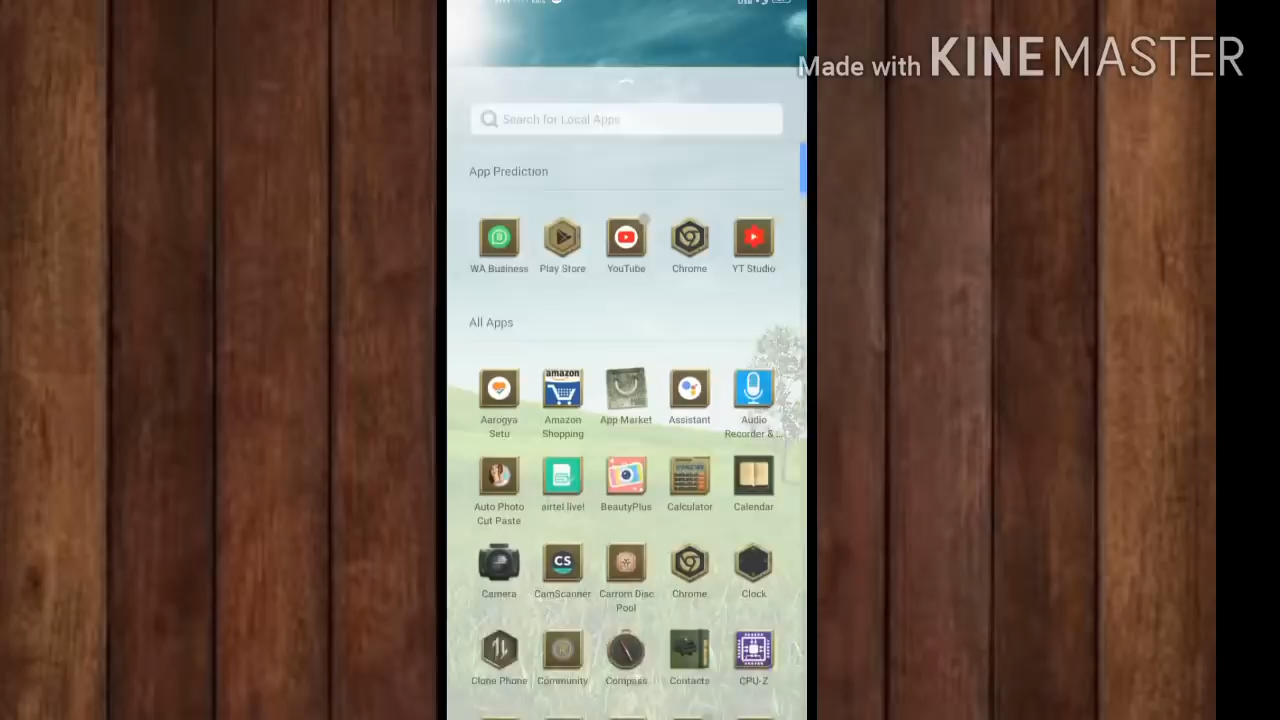 Made with KINEMASTER
Search for Local Apps
App Prediction
WA Business Play Store YouTube Chrome YT Studio
All Apps
amazon
Aarogya Setu
Amazon Shopping
App Market
Assistant
Audio Recorder & ...
Auto Photo Cut Paste
airtel live!
BeautyPlus
Calculator
Calendar
CS
Camera
CamScanner
Carrom Disc Pool
Chrome
Clock
Clone Phone Community Compass Contacts CPU-Z